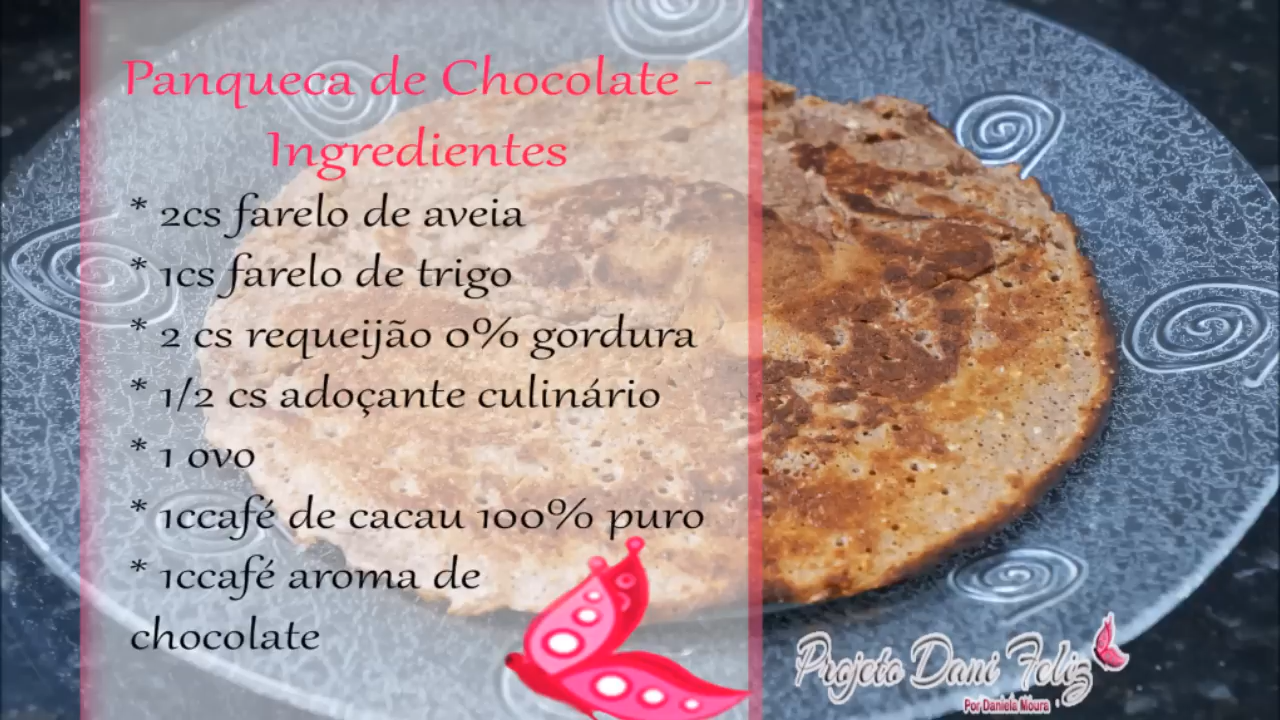 Panqueca de Chocolate -
Ingredientes
* 2cs farelo de aveia
* 1cs farelo de trigo
* 2 cs requeijão 0% gordura
* 1/2 cs adoçante culinário
* 1 ovo
* 1ccafé de cacau 100% puro
* 1ccafé aroma de
chocolate
Projeto Dani Feliz
Por Daniela Moura